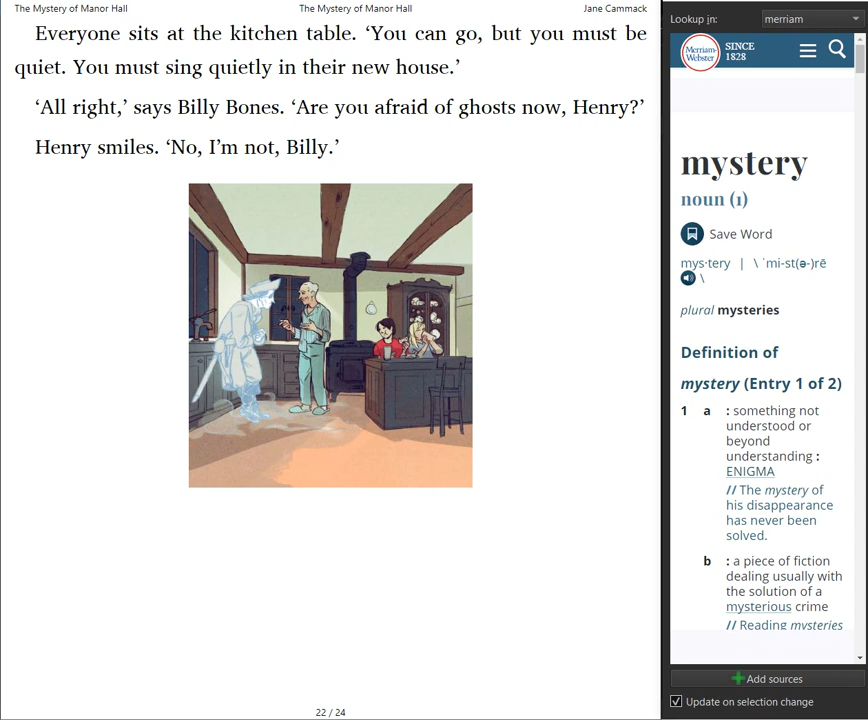 The Mystery of Manor Hall The Mystery of Manor Hall Jane Cammack
Everyone sits at the kitchen table. ‘You can go, but you must be
quiet. You must sing quietly in their new house.’
‘All right,’ says Billy Bones. ‘Are you afraid of ghosts now, Henry?’
Henry smiles. ‘No, I’m not, Billy.’
22 / 24
Lookup in: merriam
Merriam-
Webster
SINCE
1828
mystery
noun (1)
Save Word
mys·tery | \ ˈmi-st(ə-)rē
\
plural mysteries
Definition of
mystery (Entry 1 of 2)
1 a : something not
understood or
beyond
understanding :
ENIGMA
// The mystery of
his disappearance
has never been
solved.
b : a piece of fiction
dealing usually with
the solution of a
mysterious crime
// Reading mysteries
Add sources
Update on selection change